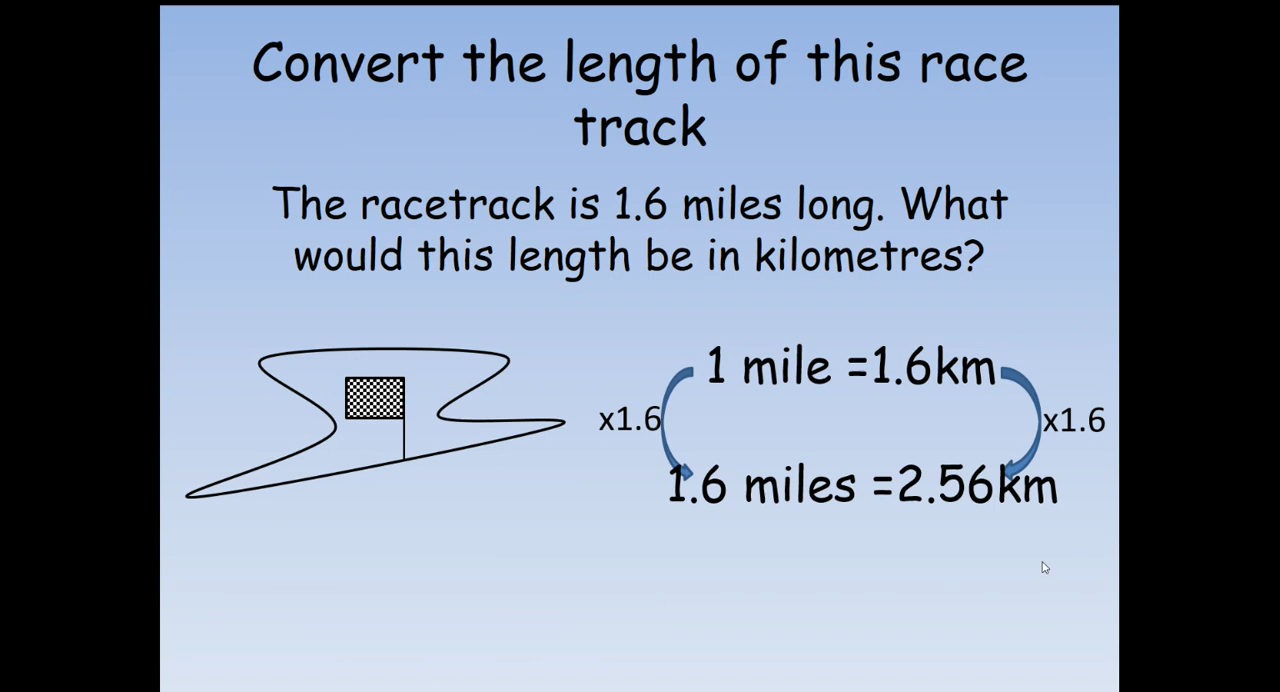 Convert the length of this race
track
The racetrack is 1.6 miles long. What
would this length be in kilometres?
1 mile =1.6km
x1.6
x1.6
1.6 miles =2.56km